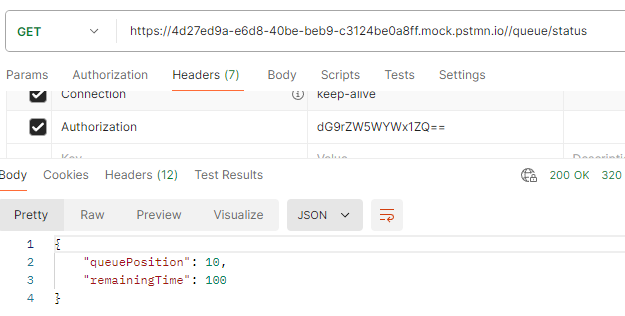 GET https://4d27ed9a-e6d8-40be-beb9-c3124be0a8ff.mock.pstmn.io//queue/status
Params Authorization Headers (7) Body Scripts Tests Settings
Connection keep-alive
Authorization dG9rZW5WYWx1ZQ==
Key Value Descripti
Body Cookies Headers (12) Test Results 200 OK 320
Pretty Raw Preview Visualize JSON
1 {
2 "queuePosition": 10,
3 "remainingTime": 100
4 }